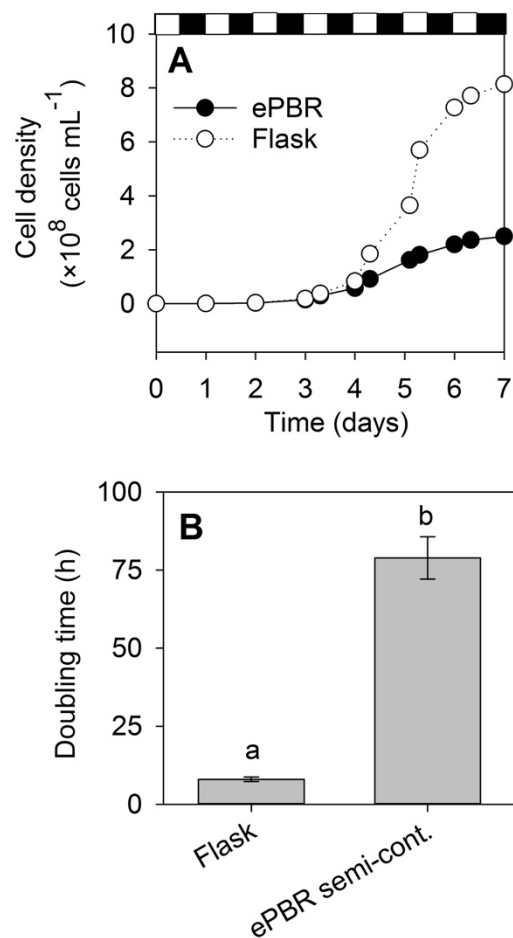 10
A
8
ePBR
Flask
6
4
2
0
Cell density
(×10⁸ cells mL⁻¹)
0 1 2 3 4 5 6 7
Time (days)
100
B
b
75
50
25
a
0
Doubling time (h)
Flask
ePBR semi-cont.